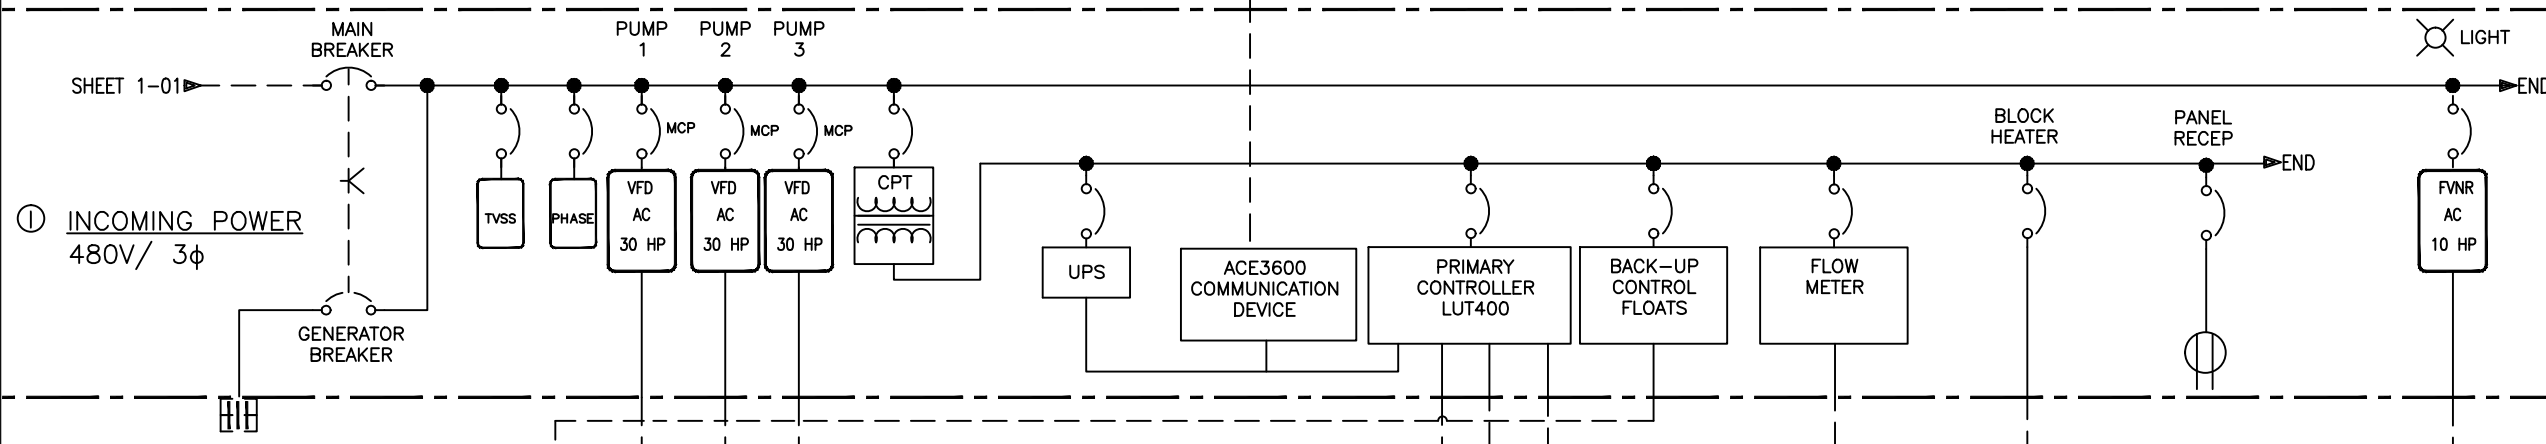 MAIN
BREAKER
PUMP
1
PUMP
2
PUMP
3
LIGHT
SHEET 1-01
END
MCP
MCP
MCP
BLOCK
HEATER
PANEL
RECEP
END
① INCOMING POWER
480V/ 3ϕ
TVSS
PHASE
VFD
AC
30 HP
VFD
AC
30 HP
VFD
AC
30 HP
CPT
FVNR
AC
10 HP
UPS
ACE3600
COMMUNICATION
DEVICE
PRIMARY
CONTROLLER
LUT400
BACK-UP
CONTROL
FLOATS
FLOW
METER
GENERATOR
BREAKER